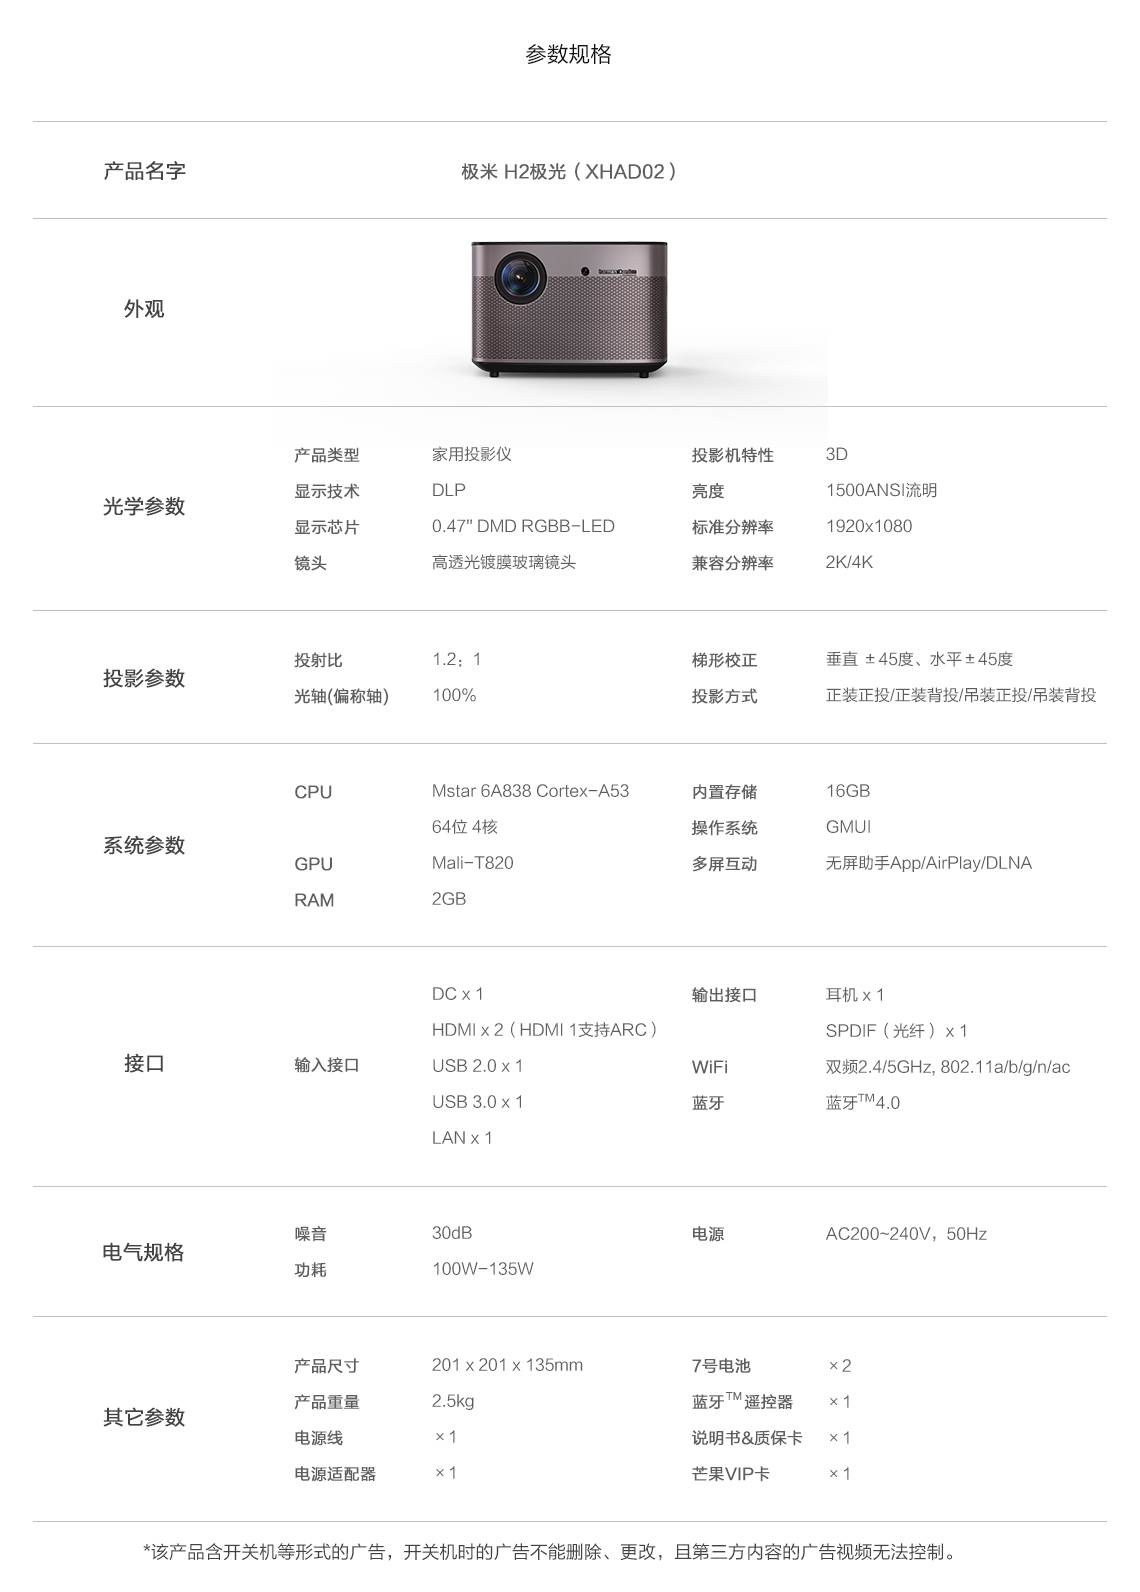 参数规格
产品名字
极米 H2极光（XHAD02）
外观
harman/kardon
光学参数
产品类型 家用投影仪 投影机特性 3D
显示技术 DLP 亮度 1500ANSI流明
显示芯片 0.47" DMD RGBB-LED 标准分辨率 1920x1080
镜头 高透光镀膜玻璃镜头 兼容分辨率 2K/4K
投影参数
投射比 1.2：1 梯形校正 垂直 ±45度、水平±45度
光轴(偏称轴) 100% 投影方式 正装正投/正装背投/吊装正投/吊装背投
系统参数
CPU Mstar 6A838 Cortex-A53 内置存储 16GB
64位 4核 操作系统 GMUI
GPU Mali-T820 多屏互动 无屏助手App/AirPlay/DLNA
RAM 2GB
接口
DC x 1 输出接口 耳机 x 1
HDMI x 2（HDMI 1支持ARC） SPDIF（光纤）x 1
输入接口 USB 2.0 x 1 WiFi 双频2.4/5GHz, 802.11a/b/g/n/ac
USB 3.0 x 1 蓝牙 蓝牙™4.0
LAN x 1
电气规格
噪音 30dB 电源 AC200~240V，50Hz
功耗 100W-135W
其它参数
产品尺寸 201 x 201 x 135mm 7号电池 ×2
产品重量 2.5kg 蓝牙™遥控器 ×1
电源线 ×1 说明书&质保卡 ×1
电源适配器 ×1 芒果VIP卡 ×1
*该产品含开关机等形式的广告，开关机时的广告不能删除、更改，且第三方内容的广告视频无法控制。